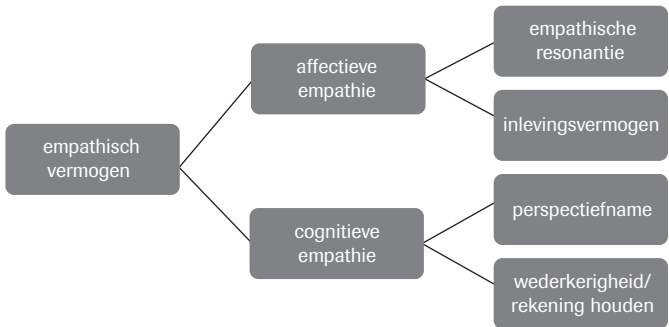 empathisch
vermogen
affectieve
empathie
cognitieve
empathie
empathische
resonantie
inlevingsvermogen
perspectiefname
wederkerigheid/
rekening houden